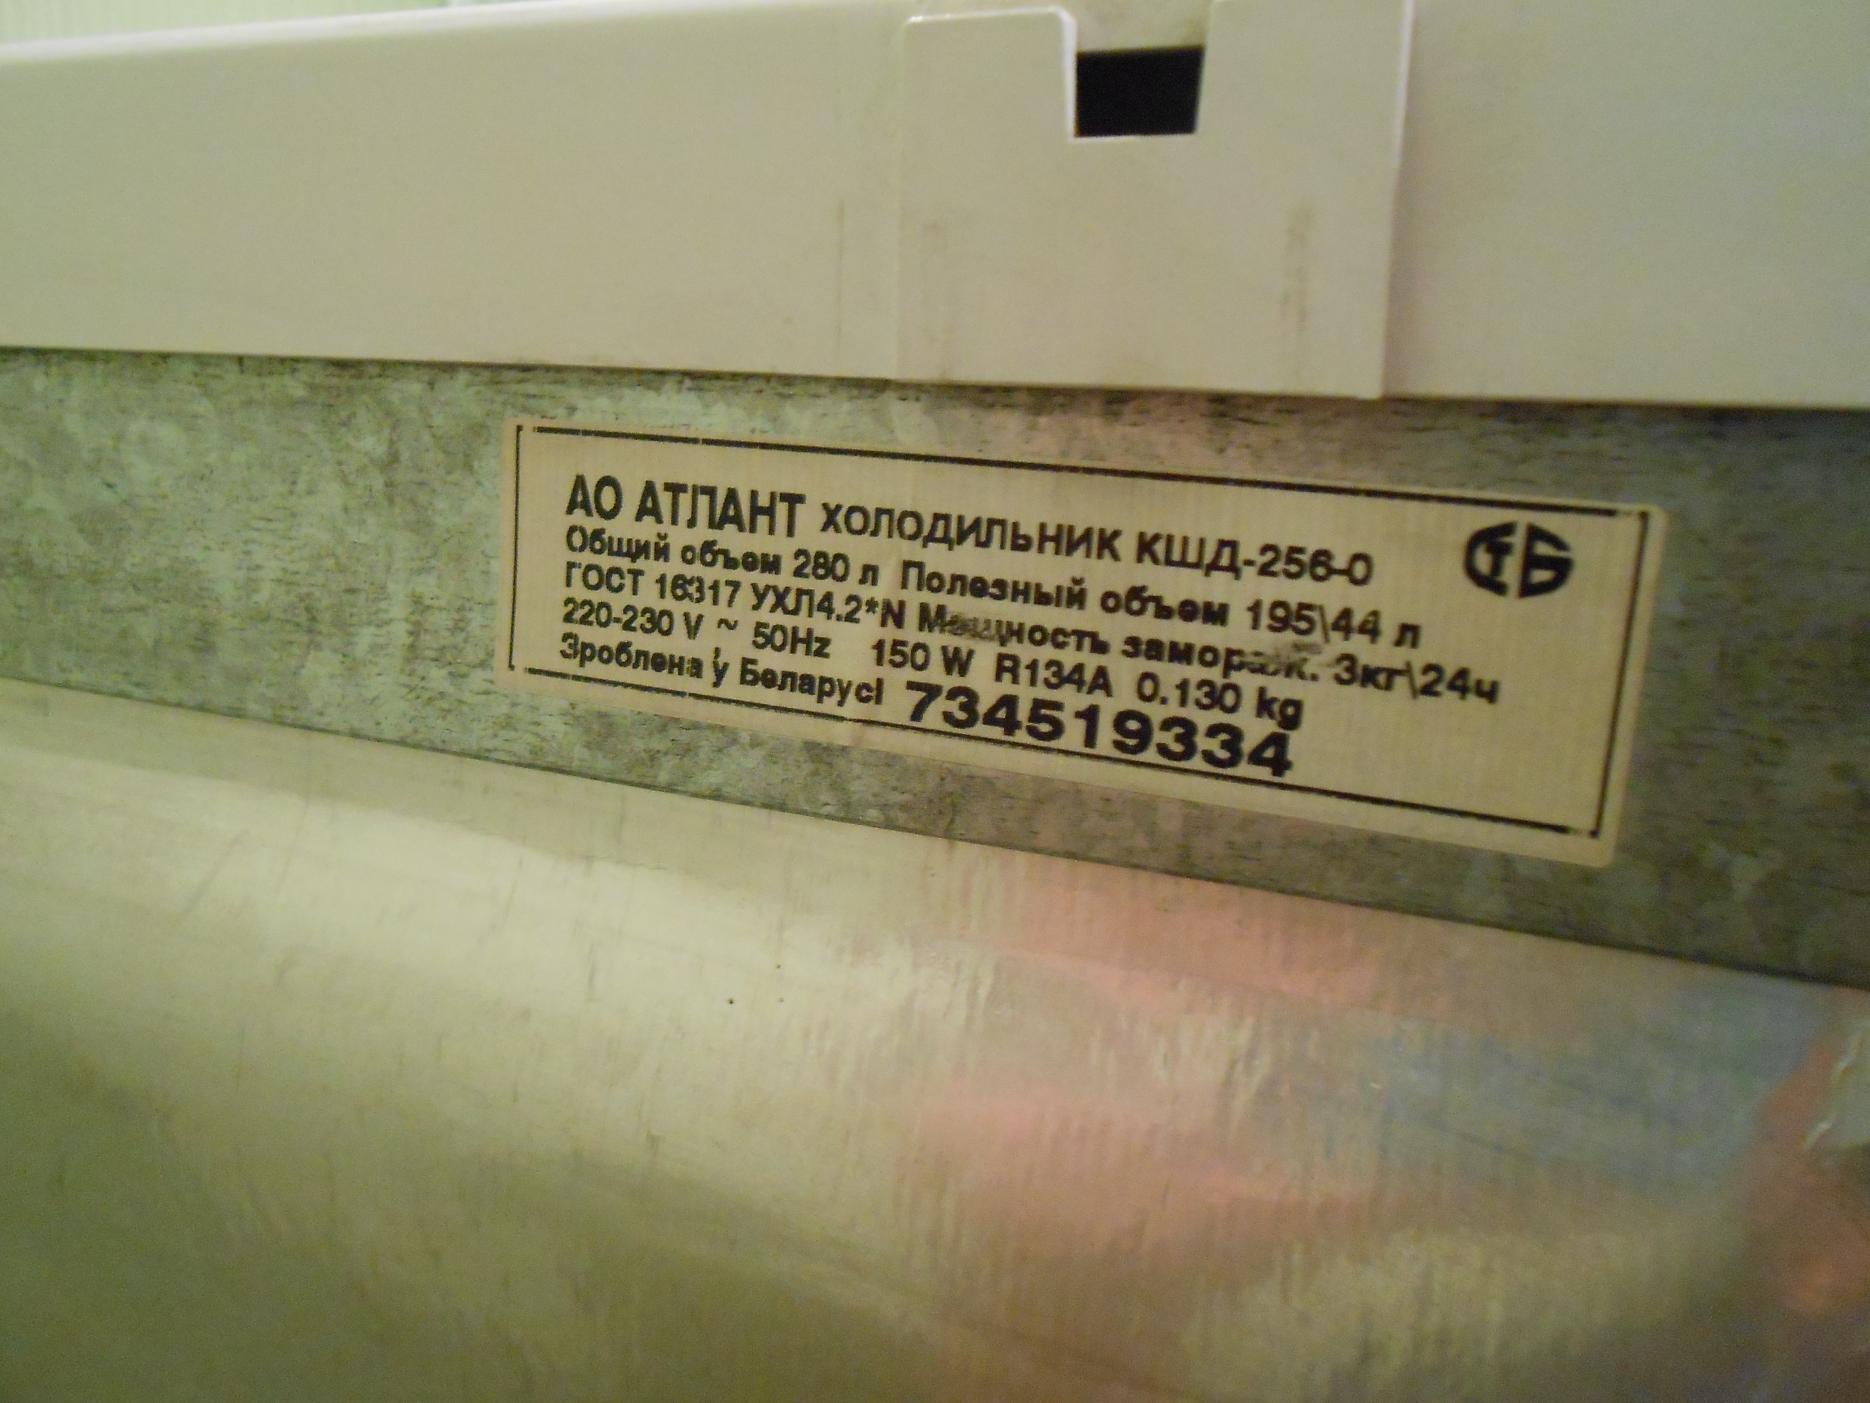 АО АТЛАНТ ХОЛОДИЛЬНИК КШД-256-0
Общий объем 280 л Полезный объем 195\44 л
ГОСТ 16317 УХЛ4.2*N Мощность замораж. 3кг\24ч
220-230 V, ~ 50Hz 150 W R134A 0.130 kg
Зроблена ў Беларусі 734519334